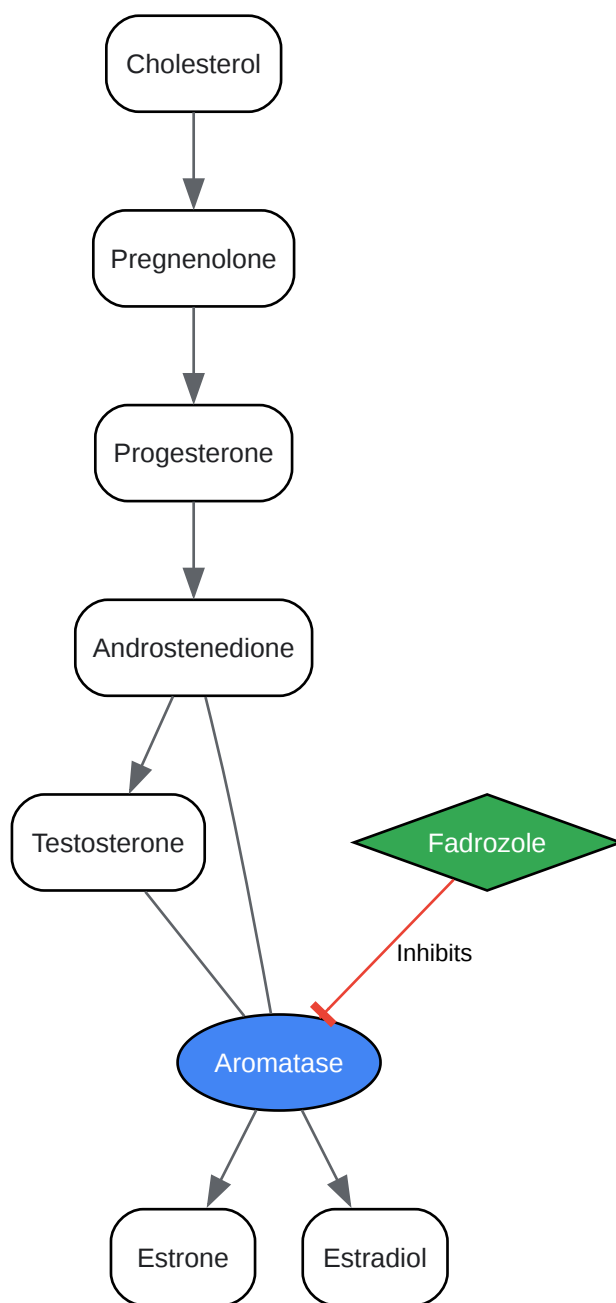 Cholesterol
Pregnenolone
Progesterone
Androstenedione
Testosterone
Fadrozole
Inhibits
Aromatase
Estrone
Estradiol